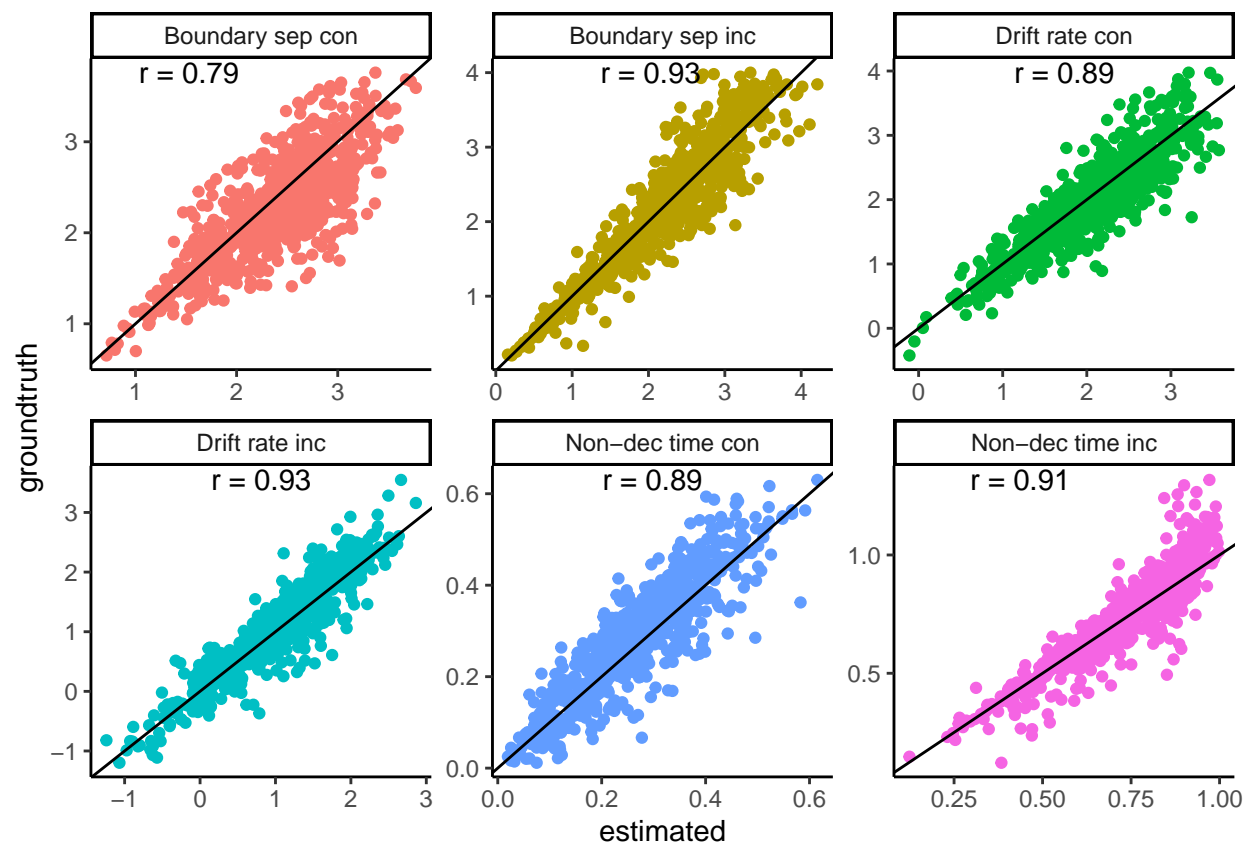 Boundary sep con
Boundary sep inc
Drift rate con
r = 0.79
r = 0.93
r = 0.89
3
2
1
4
3
2
1
4
3
2
1
0
1 2 3
0 1 2 3 4
0 1 2 3
groundtruth
Drift rate inc
Non−dec time con
Non−dec time inc
r = 0.93
r = 0.89
r = 0.91
3
2
1
0
−1
0.6
0.4
0.2
0.0
1.0
0.5
−1 0 1 2 3
0.0 0.2 0.4 0.6
0.25 0.50 0.75 1.00
estimated